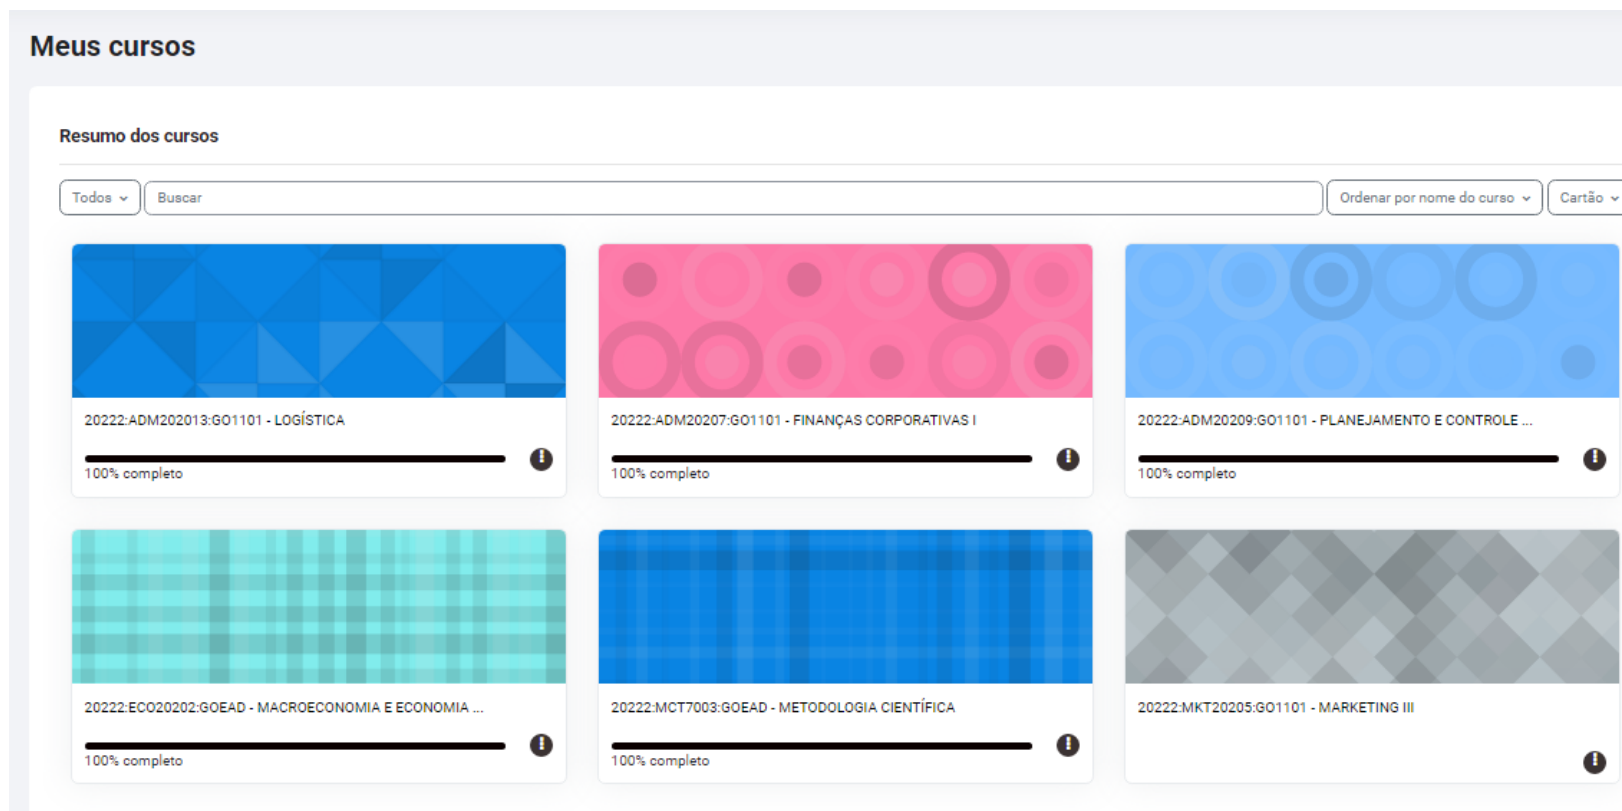 Meus cursos
Resumo dos cursos
Todos Buscar Ordenar por nome do curso Cartão
20222:ADM202013:GO1101 - LOGÍSTICA
100% completo
20222:ADM20207:GO1101 - FINANÇAS CORPORATIVAS I
100% completo
20222:ADM20209:GO1101 - PLANEJAMENTO E CONTROLE ...
100% completo
20222:ECO20202:GOEAD - MACROECONOMIA E ECONOMIA ...
100% completo
20222:MCT7003:GOEAD - METODOLOGIA CIENTÍFICA
100% completo
20222:MKT20205:GO1101 - MARKETING III